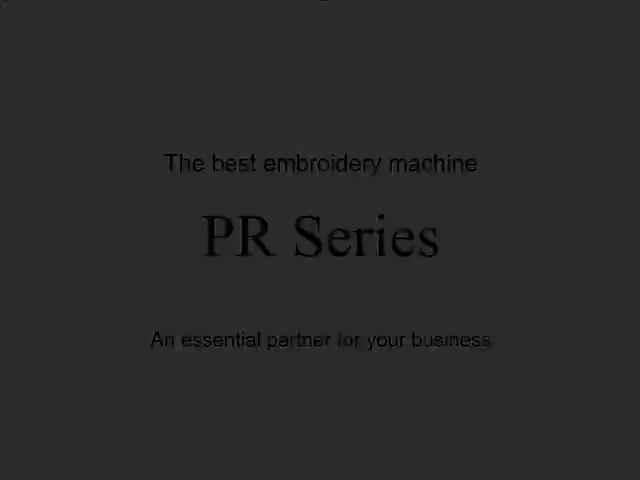 The best embroidery machine
PR Series
An essential partner for your business